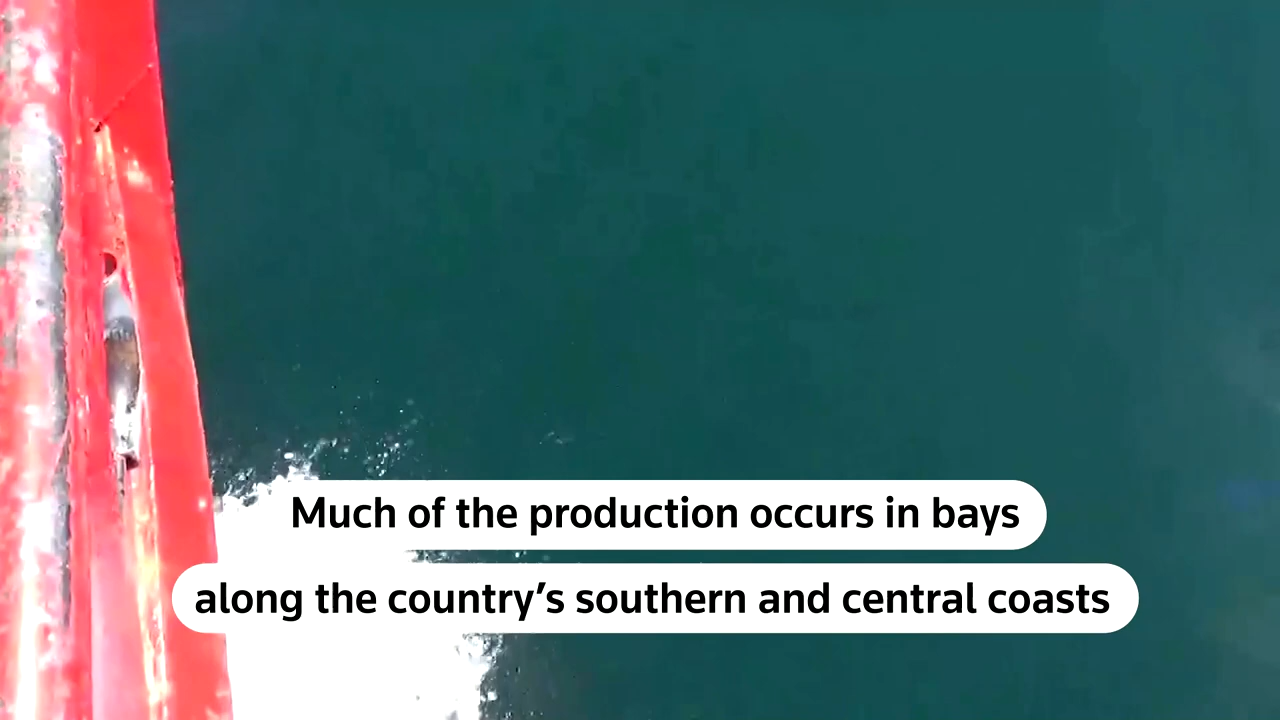 Much of the production occurs in bays
along the country’s southern and central coasts